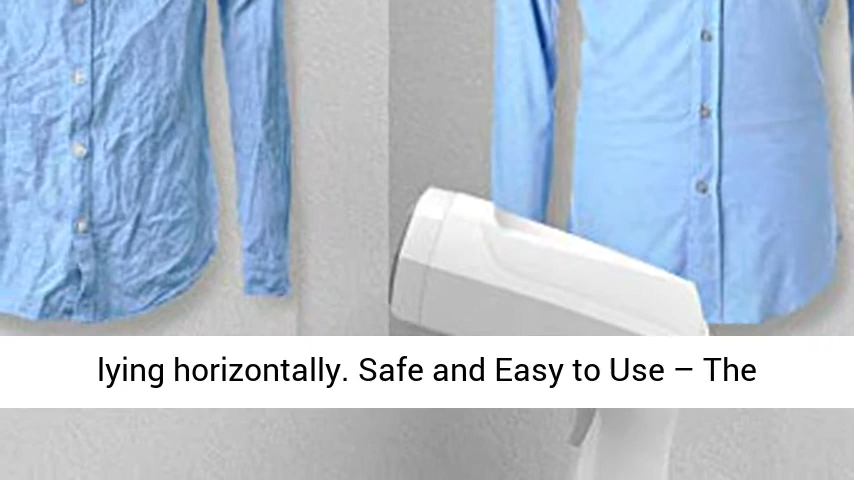 lying horizontally. Safe and Easy to Use – The